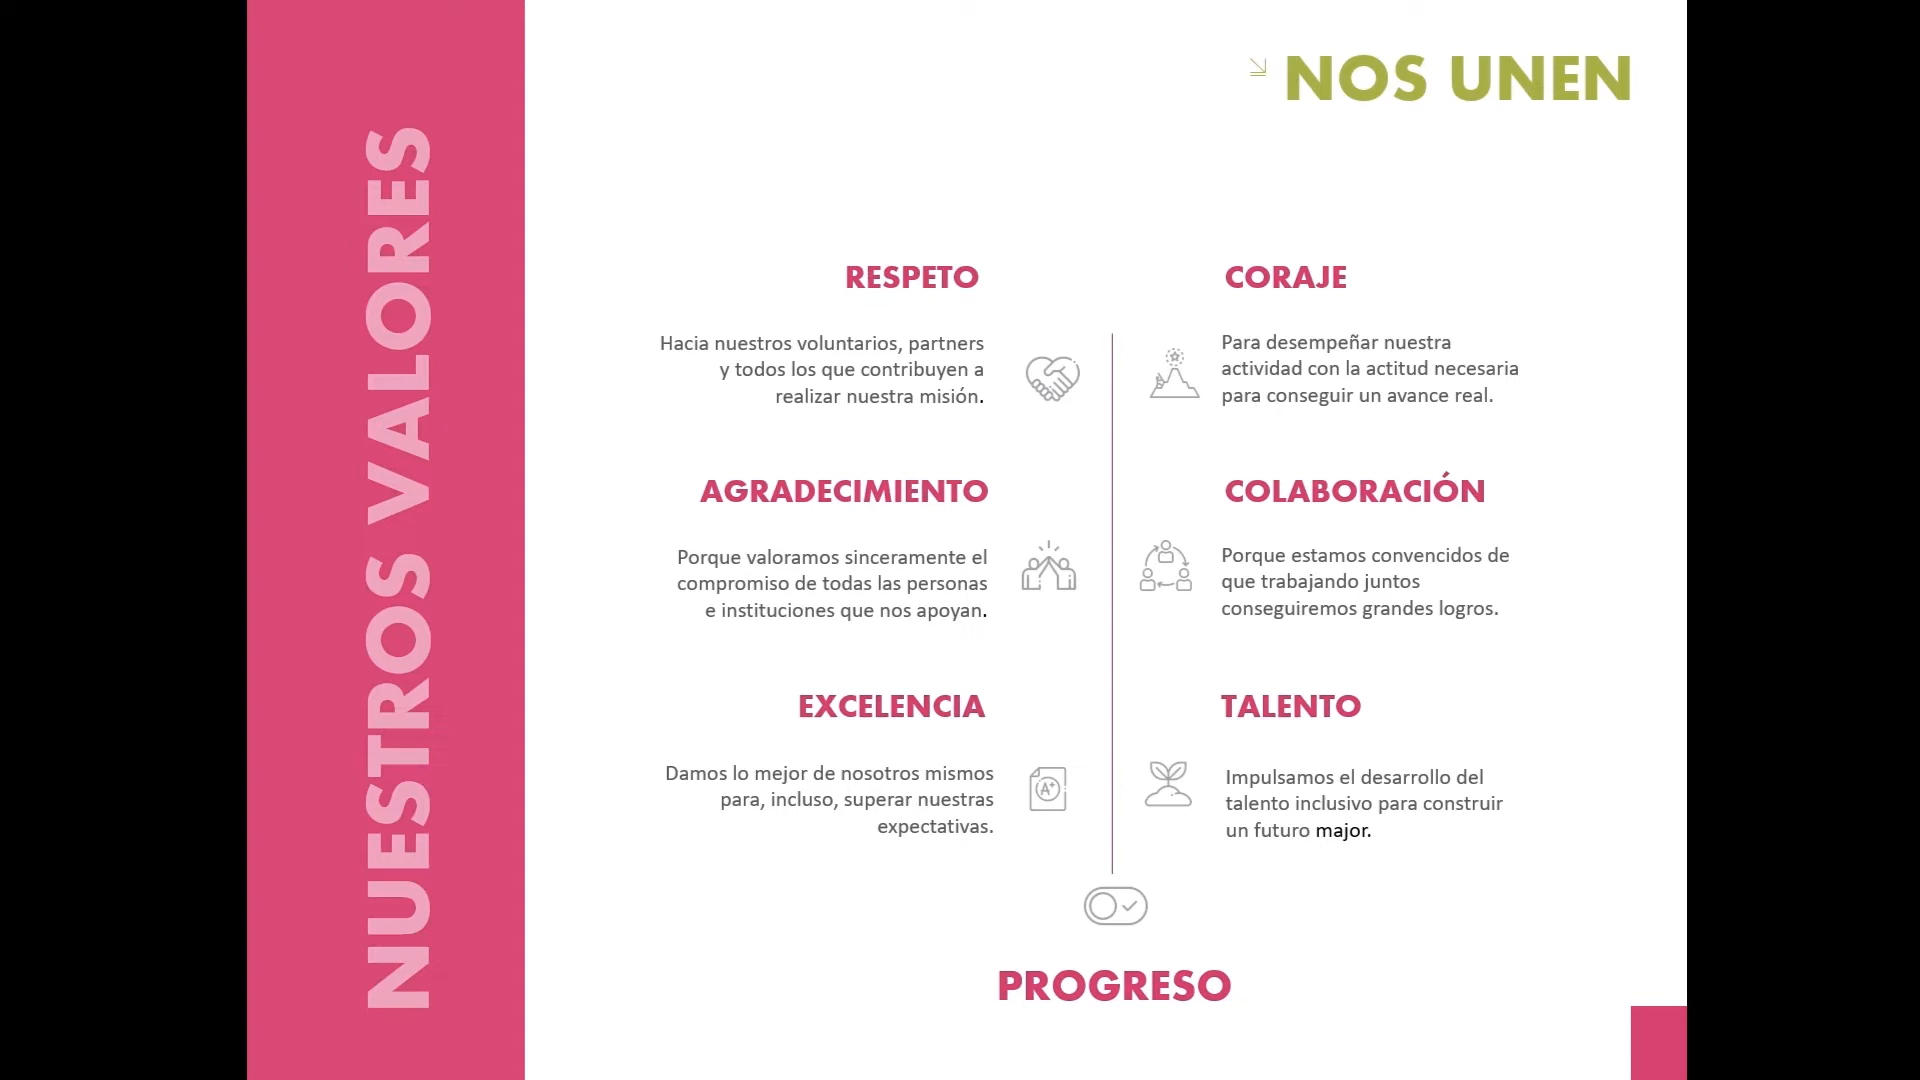 NUESTROS VALORES
NOS UNEN
RESPETO
Hacia nuestros voluntarios, partners
y todos los que contribuyen a
realizar nuestra misión.
AGRADECIMIENTO
Porque valoramos sinceramente el
compromiso de todas las personas
e instituciones que nos apoyan.
EXCELENCIA
Damos lo mejor de nosotros mismos
para, incluso, superar nuestras
expectativas.
A+
CORAJE
Para desempeñar nuestra
actividad con la actitud necesaria
para conseguir un avance real.
COLABORACIÓN
Porque estamos convencidos de
que trabajando juntos
conseguiremos grandes logros.
TALENTO
Impulsamos el desarrollo del
talento inclusivo para construir
un futuro major.
PROGRESO